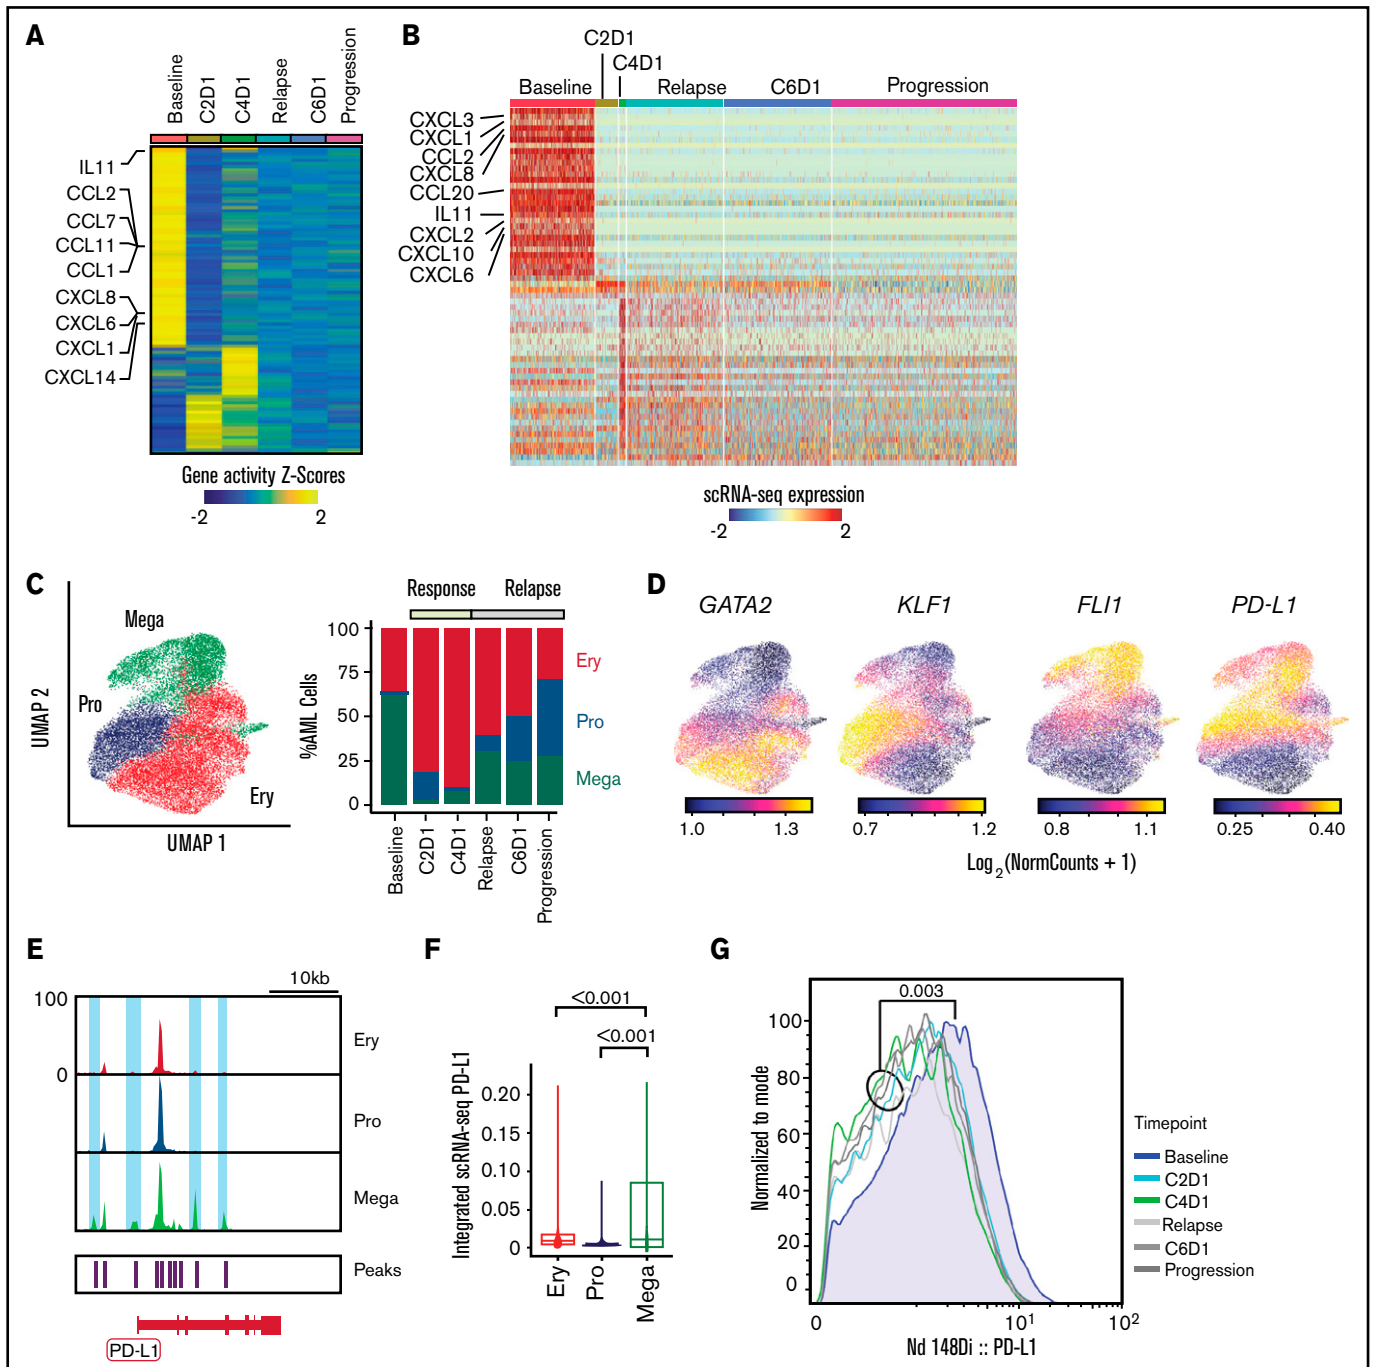 A
Baseline
C2D1
C4D1
Relapse
C6D1
Progression
IL11
CCL2
CCL7
CCL11
CCL1
CXCL8
CXCL6
CXCL1
CXCL14
Gene activity Z-Scores
-2 2
B
C2D1
C4D1
Baseline Relapse C6D1 Progression
CXCL3
CXCL1
CCL2
CXCL8
CCL20
IL11
CXCL2
CXCL10
CXCL6
scRNA-seq expression
-2 2
C
Mega
Pro
Ery
UMAP 2
UMAP 1
Response Relapse
%AML Cells
100
75
50
25
0
Ery
Pro
Mega
Baseline
C2D1
C4D1
Relapse
C6D1
Progression
D
GATA2 KLF1 FLI1 PD-L1
1.0 1.3 0.7 1.2 0.8 1.1 0.25 0.40
Log2(NormCounts + 1)
E
10kb
100
0
Ery
Pro
Mega
Peaks
PD-L1
F
<0.001
<0.001
Integrated scRNA-seq PD-L1
0.20
0.15
0.10
0.05
0
Ery
Pro
Mega
G
0.003
Normalized to mode
100
80
60
40
20
0
0 10¹ 10²
Nd 148Di :: PD-L1
Timepoint
Baseline
C2D1
C4D1
Relapse
C6D1
Progression